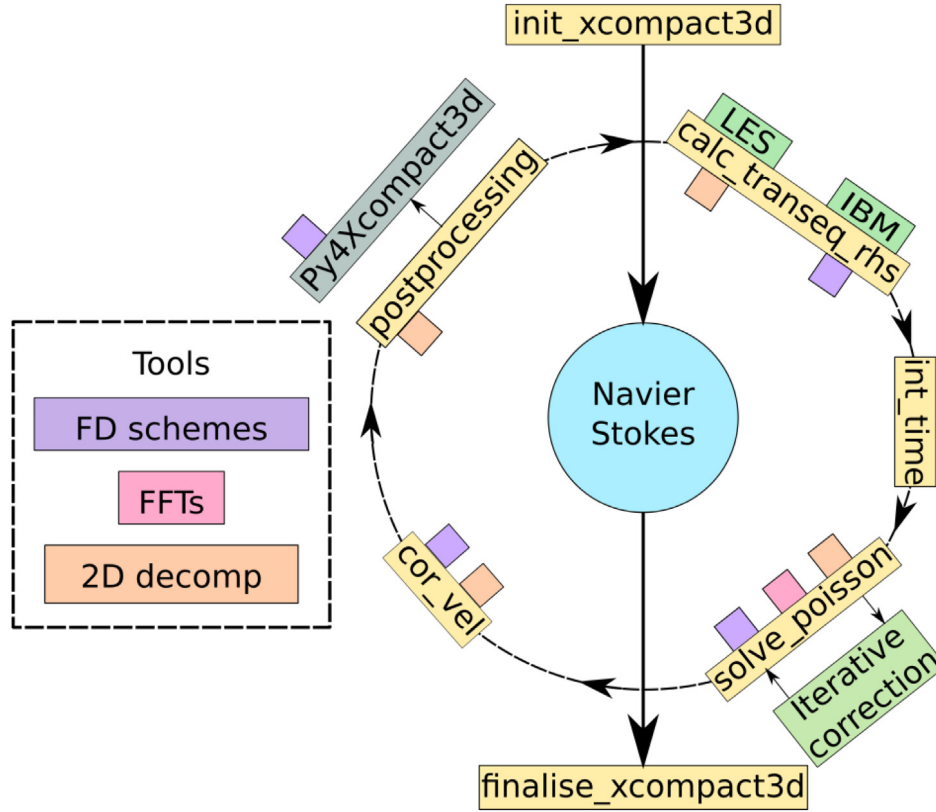 init_xcompact3d
LES
calc_transeq_rhs
IBM
Py4Xcompact3d
postprocessing
Tools
FD schemes
FFTs
2D decomp
Navier
Stokes
int_time
cor_vel
solve_poisson
Iterative
correction
finalise_xcompact3d